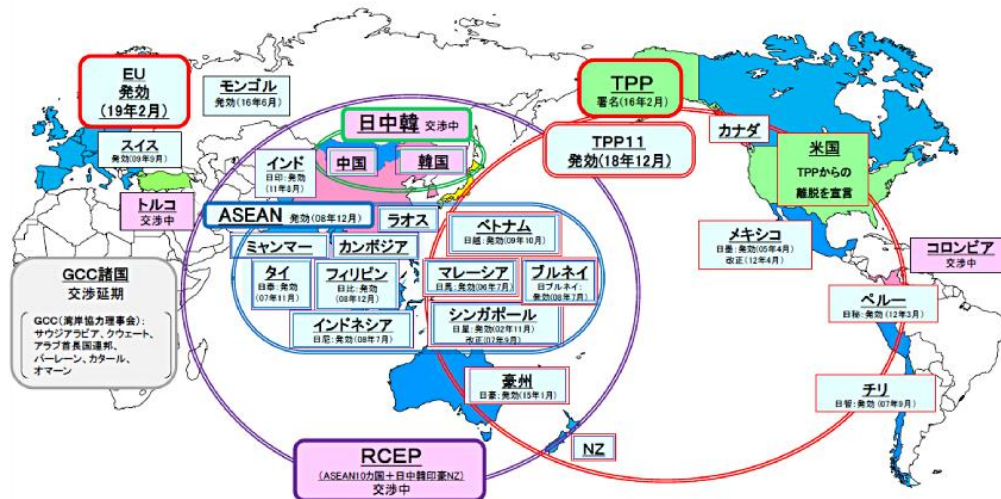 EU
発効
(19年2月)
モンゴル
発効(16年6月)
スイス
発効(09年9月)
トルコ
交渉中
GCC諸国
交渉延期
GCC(湾岸協力理事会):
サウジアラビア、クウェート、
アラブ首長国連邦、
バーレーン、カタール、
オマーン
日中韓 交渉中
中国
韓国
インド
日印:発効
(11年8月)
ASEAN 発効(08年12月)
ラオス
ミャンマー
カンボジア
タイ
日泰:発効
(07年11月)
フィリピン
日比:発効
(08年12月)
インドネシア
日尼:発効(08年7月)
ベトナム
日越:発効(09年10月)
マレーシア
日馬:発効(06年7月)
ブルネイ
日ブルネイ:
発効(08年7月)
シンガポール
日星:発効(02年11月)
改正(07年9月)
豪州
日豪:発効(15年1月)
NZ
RCEP
(ASEAN10カ国+日中韓印豪NZ)
交渉中
TPP
署名(16年2月)
TPP11
発効(18年12月)
カナダ
米国
TPPからの
離脱を宣言
メキシコ
日墨:発効(05年4月)
改正(12年4月)
コロンビア
交渉中
ペルー
日秘:発効(12年3月)
チリ
日智:発効(07年9月)